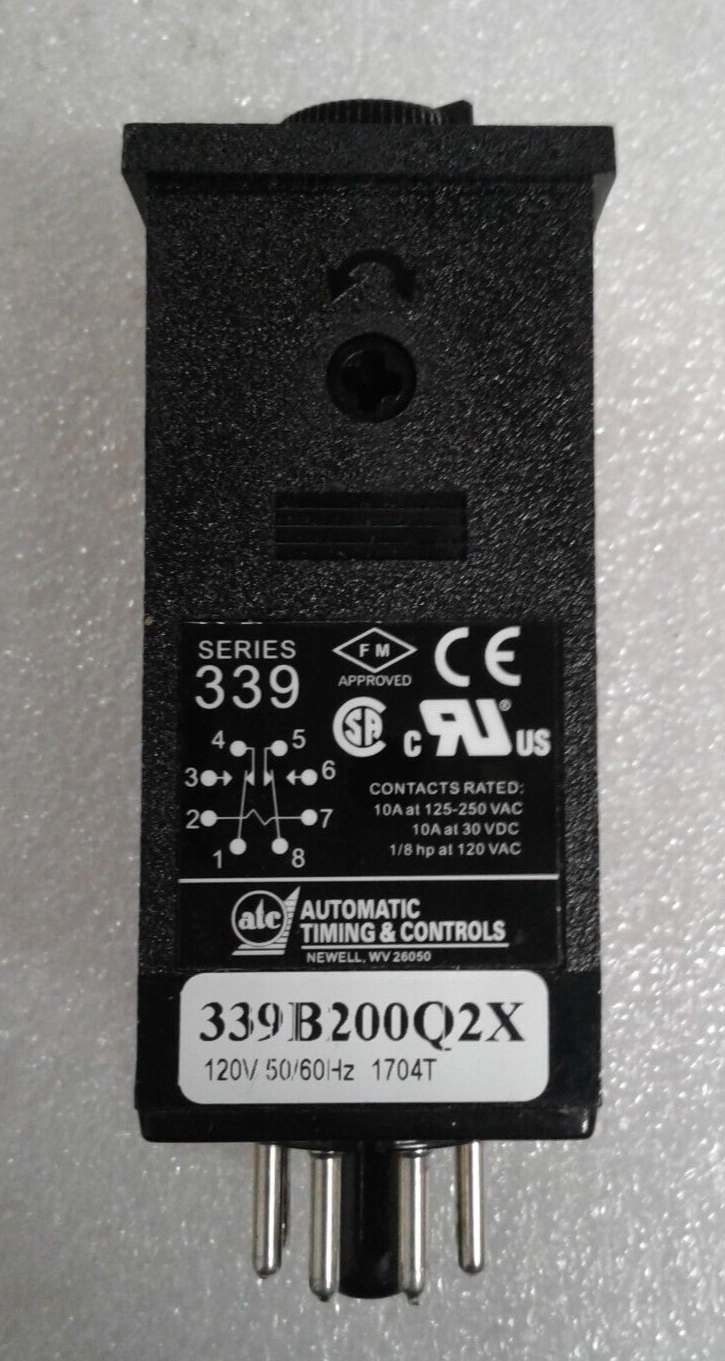 SERIES
339
FM
APPROVED
CE
SA
C RU® US
4 5
3 6
2 7
1 8
CONTACTS RATED:
10A at 125-250 VAC
10A at 30 VDC
1/8 hp at 120 VAC
atc AUTOMATIC
TIMING & CONTROLS
NEWELL, WV 26050
339B200Q2X
120V 50/60Hz 1704T